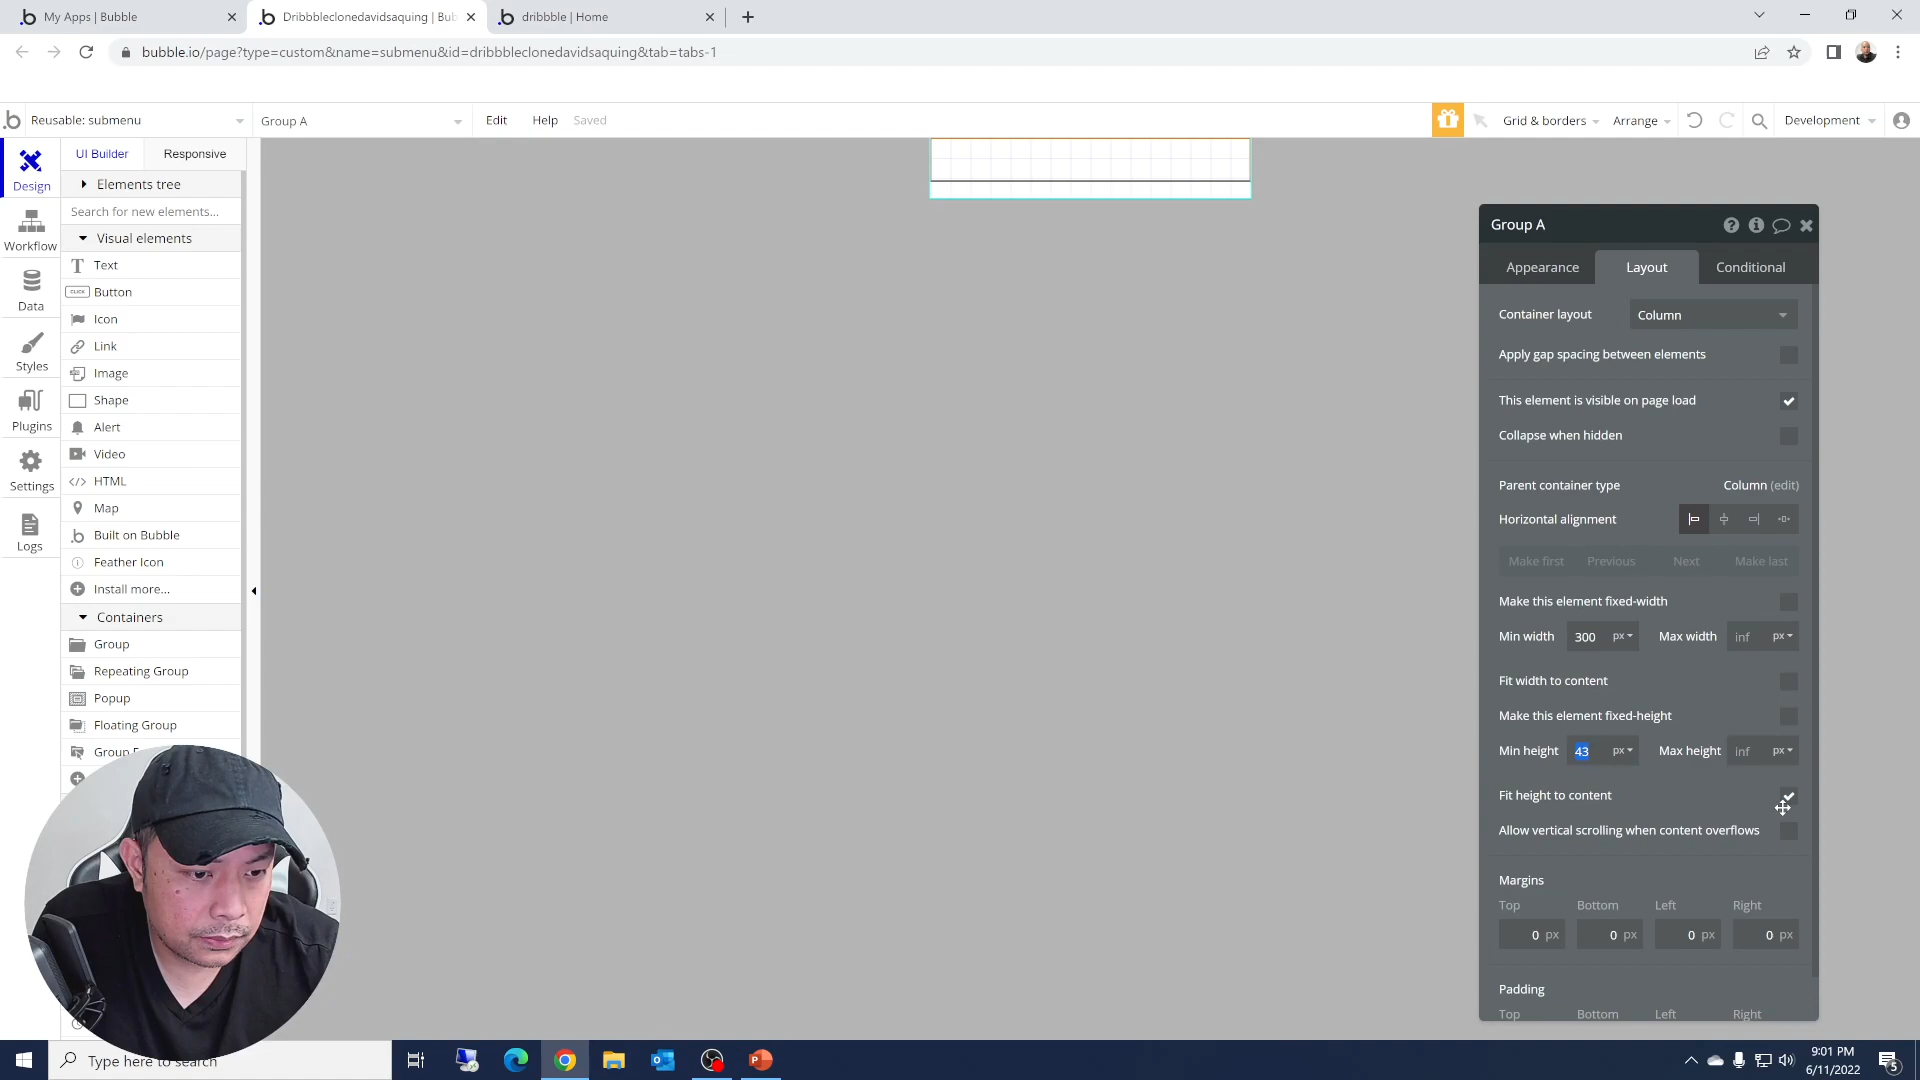 My Apps | Bubble
Dribbbleclonedavidsaquing | Bub
dribbble | Home
bubble.io/page?type=custom&name=submenu&id=dribbbleclonedavidsaquing&tab=tabs-1
Reusable: submenu
Group A
Edit
Help
Saved
Grid & borders
Arrange
Development
Design
Workflow
Data
Styles
Plugins
Settings
Logs
UI Builder
Responsive
Elements tree
Search for new elements...
Visual elements
Text
CLICK
Button
Icon
Link
Image
Shape
Alert
Video
HTML
Map
Built on Bubble
Feather Icon
Install more...
Containers
Group
Repeating Group
Popup
Floating Group
Group F
Group A
Appearance
Layout
Conditional
Container layout
Column
Apply gap spacing between elements
This element is visible on page load
Collapse when hidden
Parent container type
Column (edit)
Horizontal alignment
Make first
Previous
Next
Make last
Make this element fixed-width
Min width 300 px
Max width inf px
Fit width to content
Make this element fixed-height
Min height 43 px
Max height inf px
Fit height to content
Allow vertical scrolling when content overflows
Margins
Top Bottom Left Right
0 px 0 px 0 px 0 px
Padding
Top Bottom Left Right
Type here to search
9:01 PM
6/11/2022
5